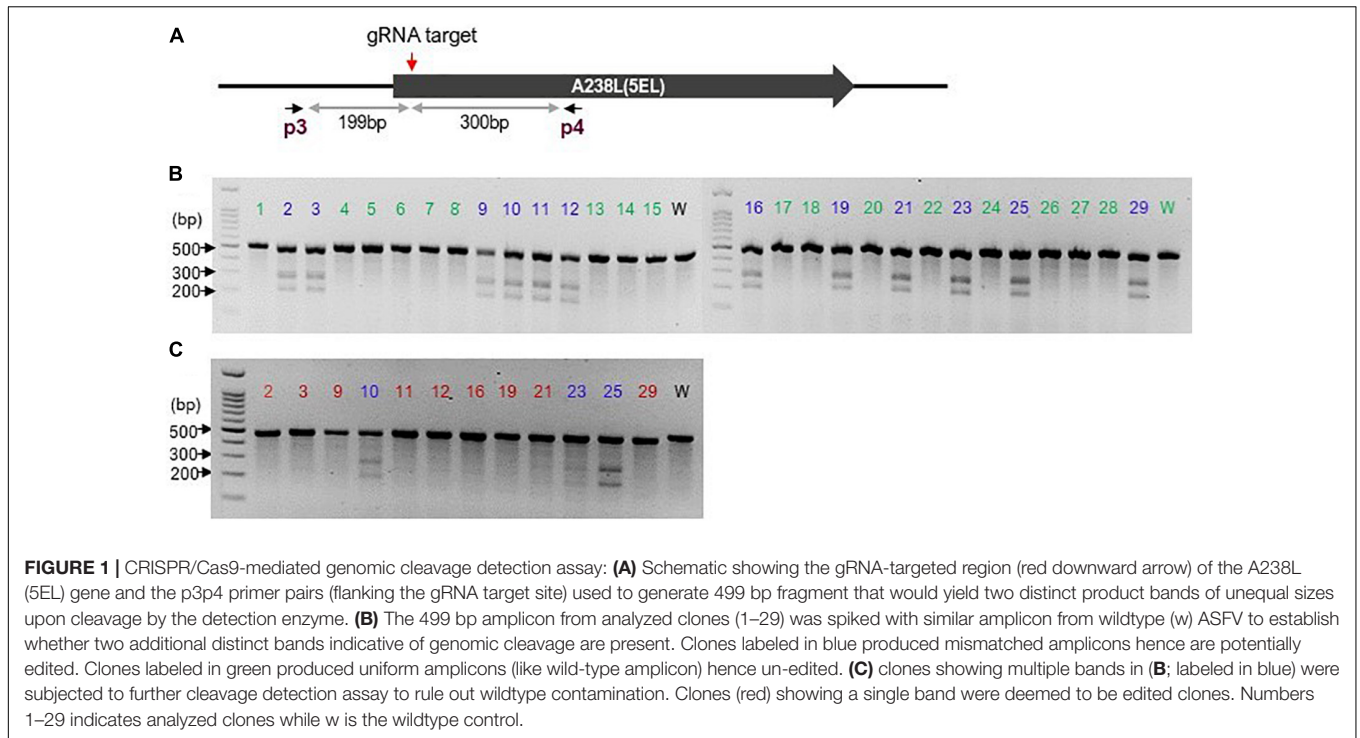 A
gRNA target
A238L(5EL)
p3 199bp 300bp p4
B
(bp) 1 2 3 4 5 6 7 8 9 10 11 12 13 14 15 W 16 17 18 19 20 21 22 23 24 25 26 27 28 29 W
500
300
200
C
(bp) 2 3 9 10 11 12 16 19 21 23 25 29 W
500
300
200
FIGURE 1 | CRISPR/Cas9-mediated genomic cleavage detection assay: (A) Schematic showing the gRNA-targeted region (red downward arrow) of the A238L
(5EL) gene and the p3p4 primer pairs (flanking the gRNA target site) used to generate 499 bp fragment that would yield two distinct product bands of unequal sizes
upon cleavage by the detection enzyme. (B) The 499 bp amplicon from analyzed clones (1–29) was spiked with similar amplicon from wildtype (w) ASFV to establish
whether two additional distinct bands indicative of genomic cleavage are present. Clones labeled in blue produced mismatched amplicons hence are potentially
edited. Clones labeled in green produced uniform amplicons (like wild-type amplicon) hence un-edited. (C) clones showing multiple bands in (B; labeled in blue) were
subjected to further cleavage detection assay to rule out wildtype contamination. Clones (red) showing a single band were deemed to be edited clones. Numbers
1–29 indicates analyzed clones while w is the wildtype control.